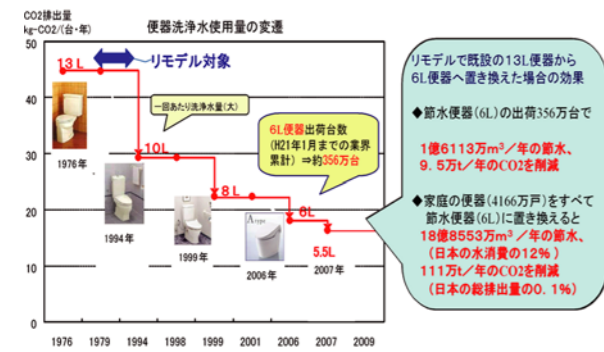 CO2排出量
kg-CO2/(台・年)
便器洗浄水使用量の変遷
50
40
30
20
10
0
13L
リモデル対象
一回あたり洗浄水量(大)
10L
8L
6L
5.5L
6L便器出荷台数
(H21年1月までの業界
累計) ⇒約356万台
1976年
1994年
1999年
A type
2006年
2007年
1976 1979 1994 1998 1999 2001 2006 2007 2009
リモデルで既設の13L便器から
6L便器へ置き換えた場合の効果
◆節水便器(6L)の出荷356万台で
1億6113万m³/年の節水、
9.5万t/年のCO2を削減
◆家庭の便器(4166万戸)をすべて
節水便器(6L)に置き換えると
18億8553万m³/年の節水、
(日本の水消費の12%)
111万t/年のCO2を削減
(日本の総排出量の0.1%)